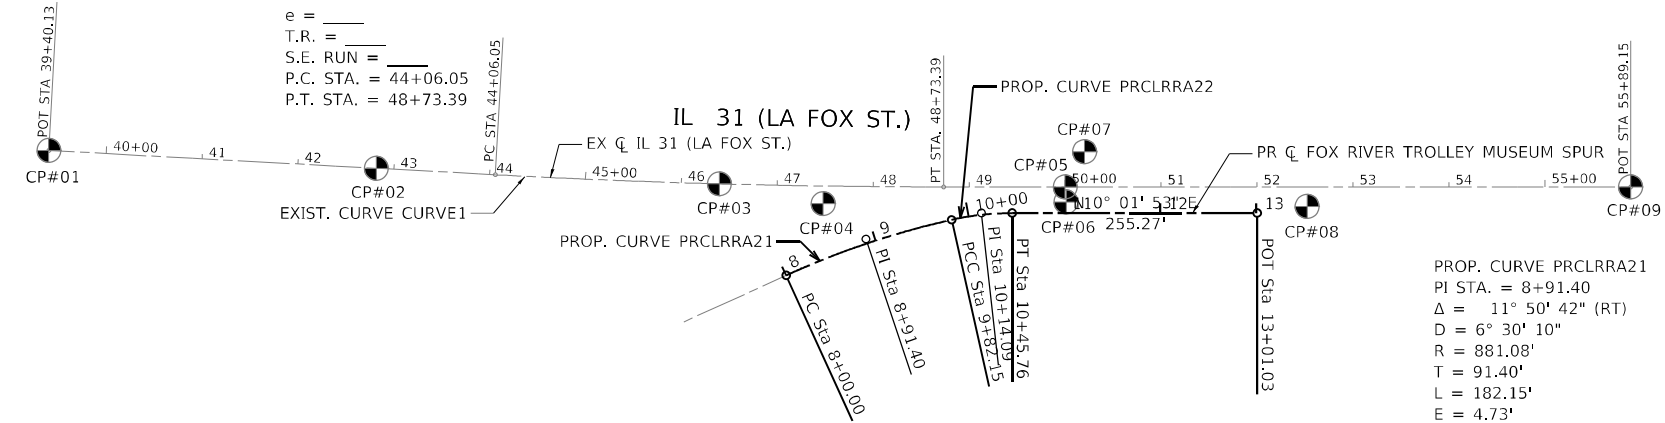 POT STA 39+40.13
e = ____
T.R. = ____
S.E. RUN = ____
P.C. STA. = 44+06.05
P.T. STA. = 48+73.39
PC STA 44+06.05
IL 31 (LA FOX ST.)
PT STA. 48+73.39
PROP. CURVE PRCLRRA22
POT STA 55+89.15
CP#07
EX ℄ IL 31 (LA FOX ST.)
CP#05
PR ℄ FOX RIVER TROLLEY MUSEUM SPUR
40+00
41
42
43
44
45+00
46
47
48
49
50+00
51
52
53
54
55+00
CP#01
CP#02
CP#03
CP#04
CP#06
CP#08
CP#09
EXIST. CURVE CURVE1
PROP. CURVE PRCLRRA21
8
9
10+00
N10° 01' 53"E
12
13
255.27'
PC Sta 8+00.00
PI Sta 8+91.40
PCC Sta 9+82.15
PI Sta 10+14.09
PT Sta 10+45.76
POT Sta 13+01.03
PROP. CURVE PRCLRRA21
PI STA. = 8+91.40
Δ = 11° 50' 42" (RT)
D = 6° 30' 10"
R = 881.08'
T = 91.40'
L = 182.15'
E = 4.73'